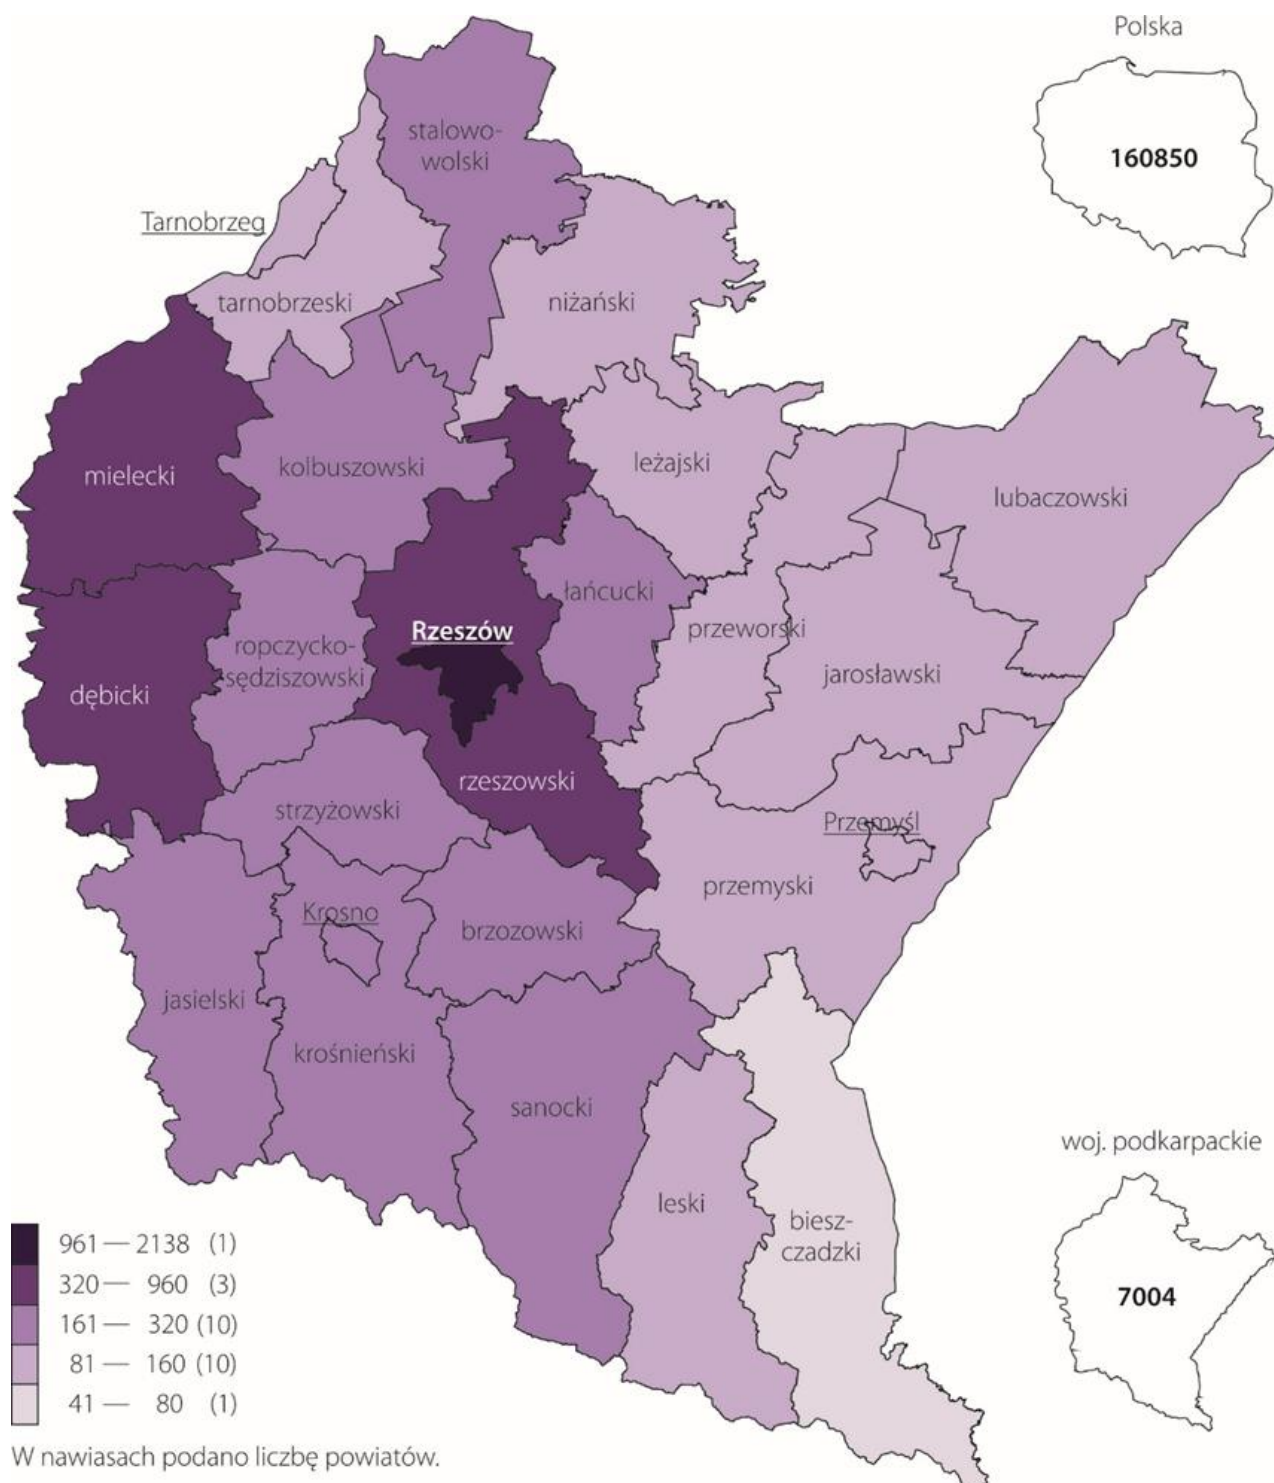 Polska
160850
stalowo-
wolski
Tarnobrzeg
tarnobrzeski
niżański
mielecki
kolbuszowski
leżajski
lubaczowski
łańcucki
Rzeszów
przeworski
ropczycko-
sędziszowski
jarosławski
dębicki
rzeszowski
strzyżowski
Przemyśl
przemyski
Krosno
brzozowski
jasielski
krośnieński
sanocki
leski
biesz-
czadzki
woj. podkarpackie
7004
961 — 2138 (1)
320 — 960 (3)
161 — 320 (10)
81 — 160 (10)
41 — 80 (1)
W nawiasach podano liczbę powiatów.